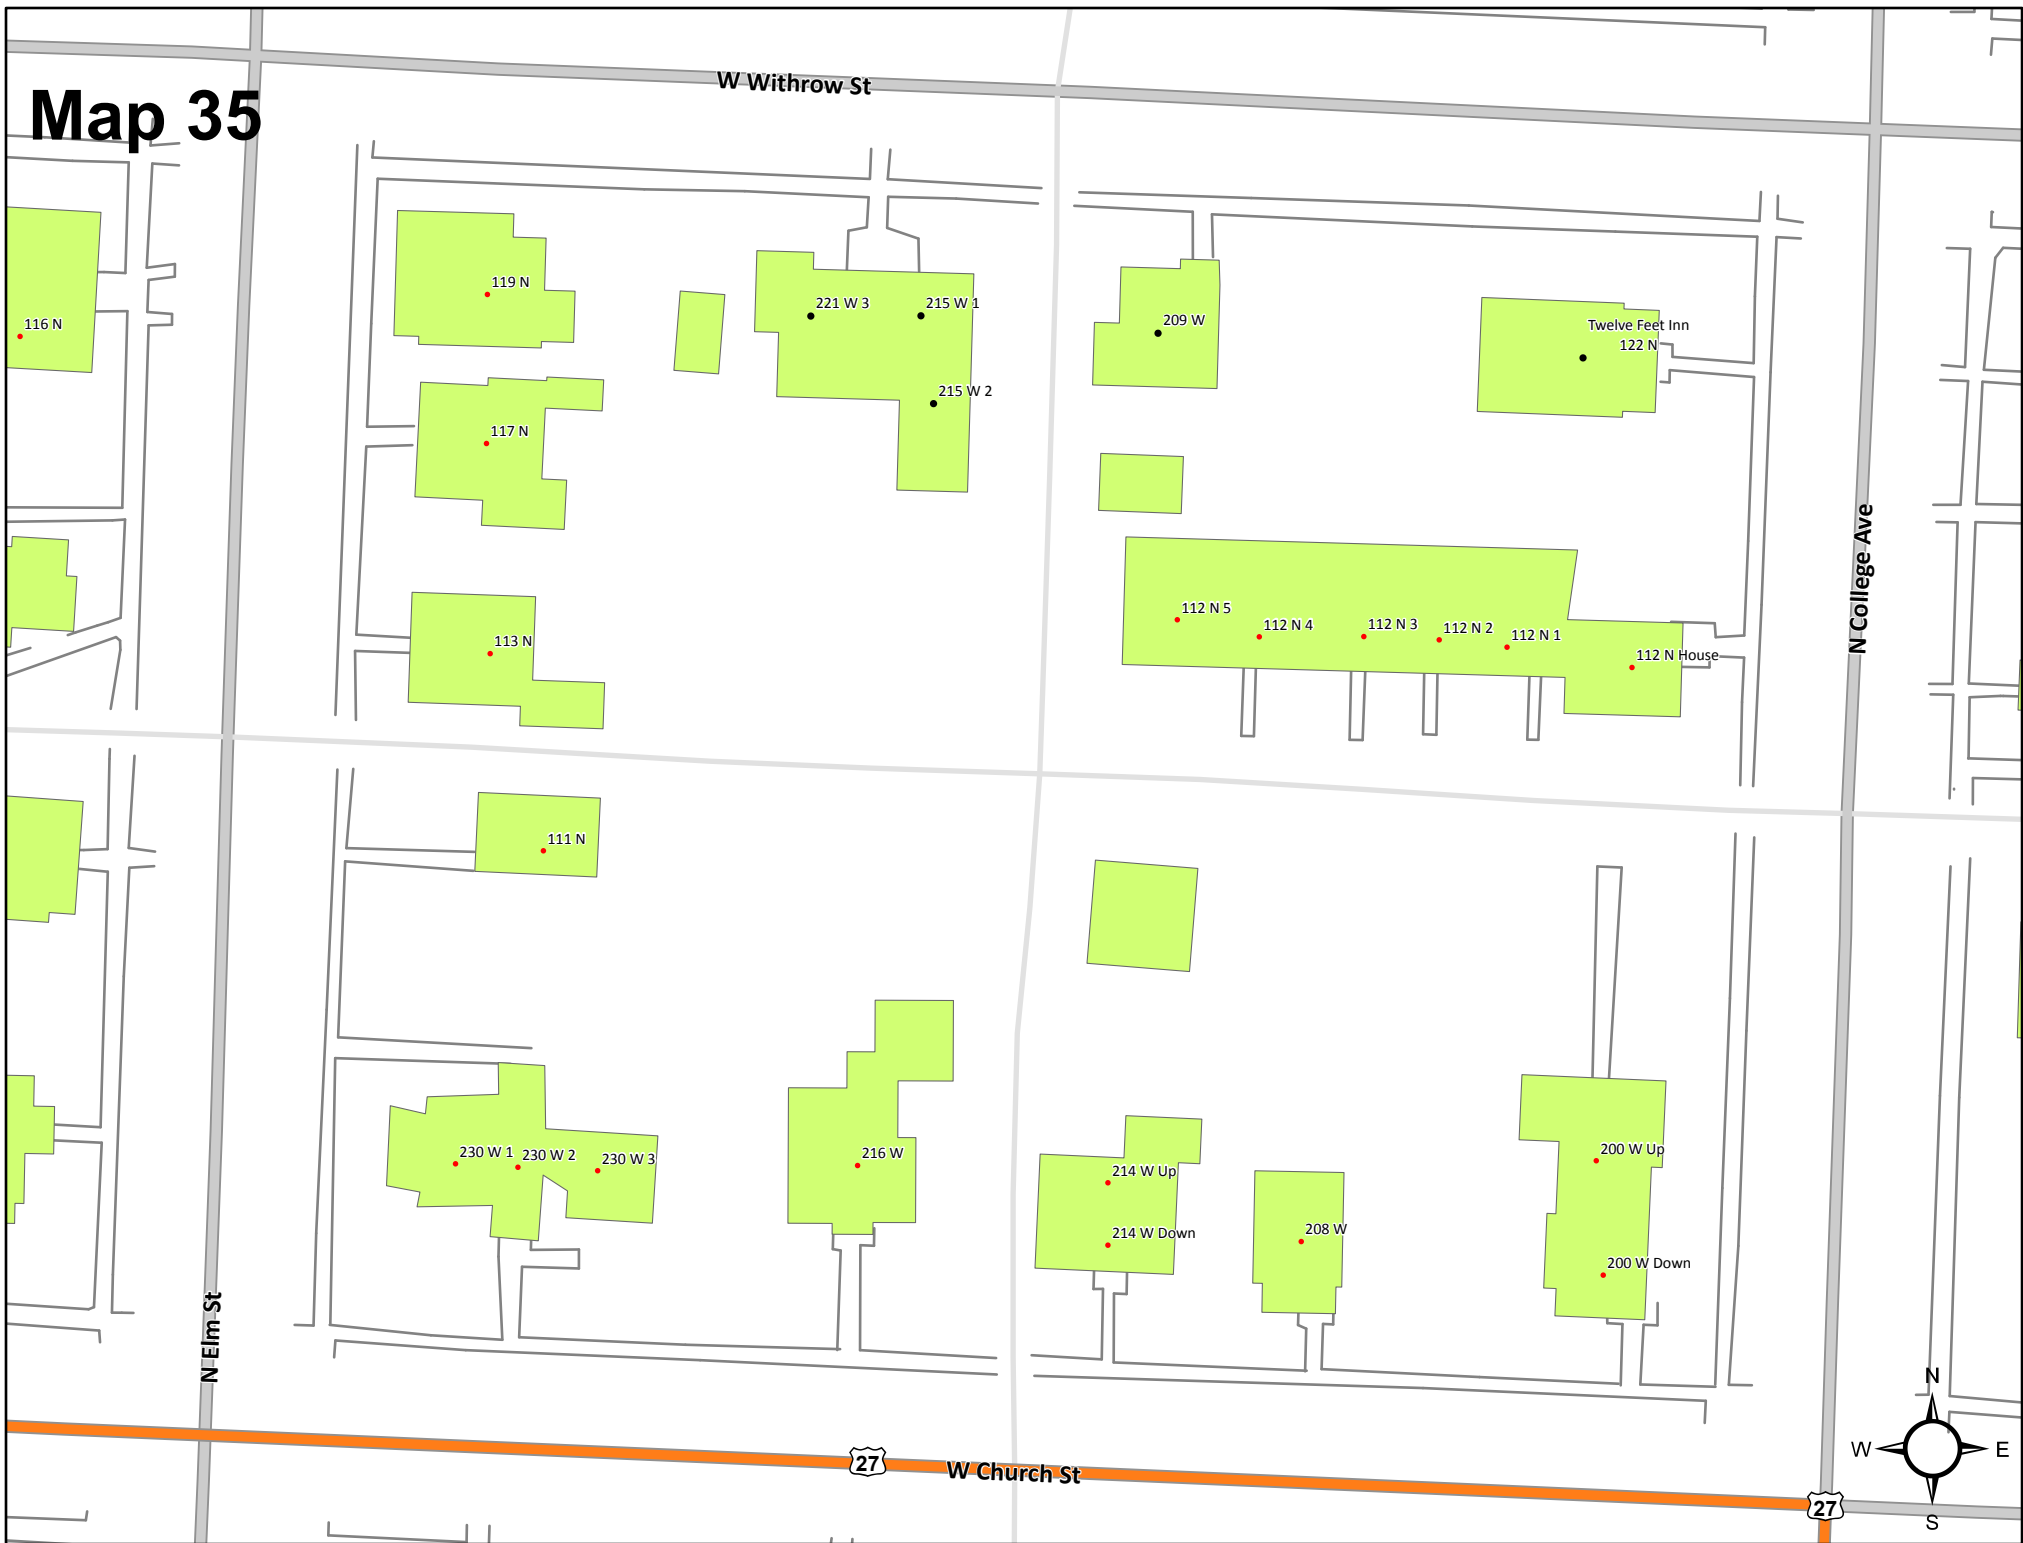 W Withrow St
Map 35
119 N
221 W 3
215 W 1
209 W
116 N
Twelve Feet Inn
122 N
215 W 2
117 N
N College Ave
112 N 5
112 N 4
112 N 3
112 N 2
112 N 1
113 N
112 N House
111 N
230 W 1
230 W 2
230 W 3
216 W
200 W Up
214 W Up
214 W Down
208 W
200 W Down
N Elm St
N
W
E
S
27
W Church St
27